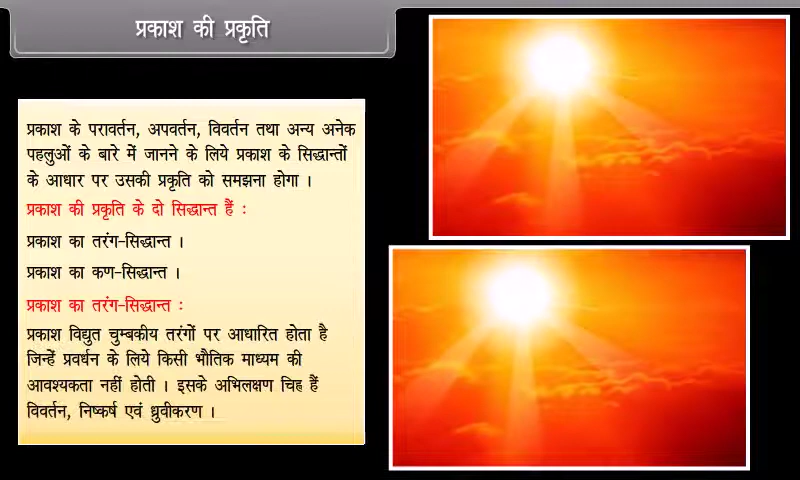 प्रकाश की प्रकृति
प्रकाश के परावर्तन, अपवर्तन, विवर्तन तथा अन्य अनेक
पहलुओं के बारे में जानने के लिये प्रकाश के सिद्धान्तों
के आधार पर उसकी प्रकृति को समझना होगा ।
प्रकाश की प्रकृति के दो सिद्धान्त हैं :
प्रकाश का तरंग-सिद्धान्त ।
प्रकाश का कण-सिद्धान्त ।
प्रकाश का तरंग-सिद्धान्त :
प्रकाश विद्युत चुम्बकीय तरंगों पर आधारित होता है
जिन्हें प्रवर्धन के लिये किसी भौतिक माध्यम की
आवश्यकता नहीं होती । इसके अभिलक्षण चिह्न हैं
विवर्तन, निष्कर्ष एवं ध्रुवीकरण ।